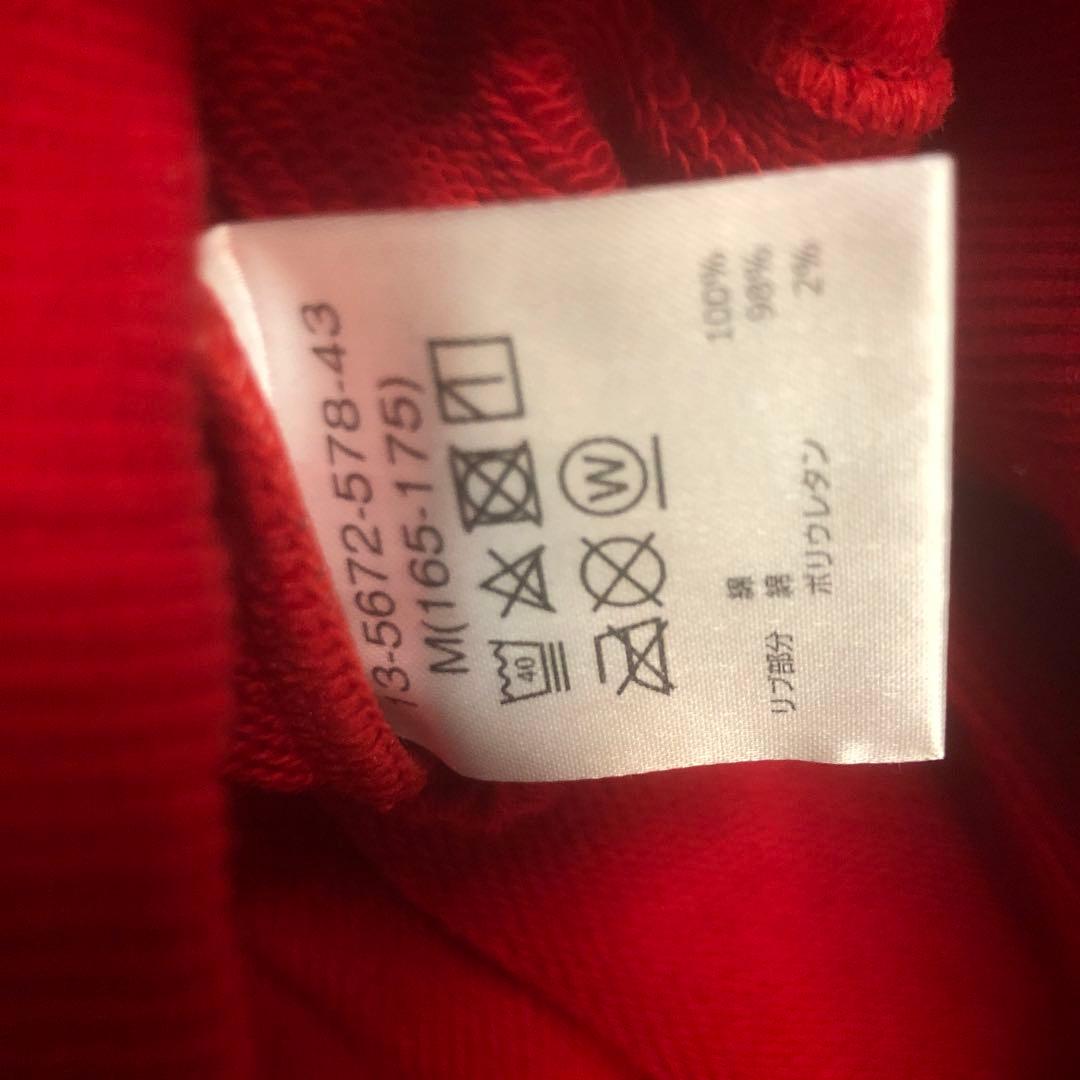 13-5672-578-43
M(165-175)
40
W
綿 100%
リブ部分 綿 98%
ポリウレタン 2%